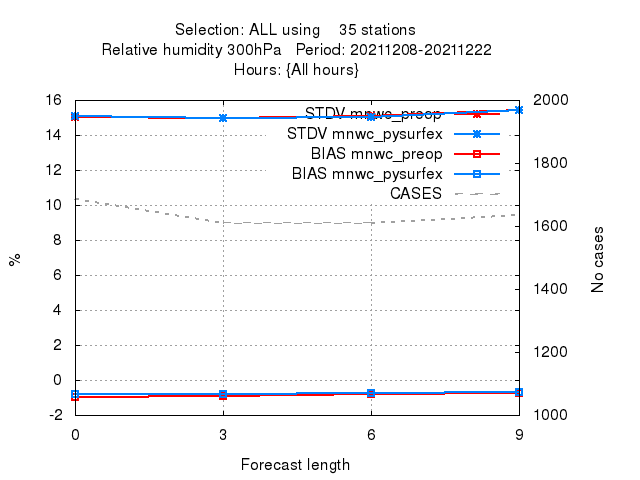 Selection: ALL using    35 stations
Relative humidity 300hPa   Period: 20211208-20211222
Hours: {All hours}
16 2000
STDV mnwc_preop
14
STDV mnwc_pysurfex
1800
BIAS mnwc_preop
12
BIAS mnwc_pysurfex
CASES
10
1600
8
%
No cases
6
1400
4
2
1200
0
-2 1000
0 3 6 9
Forecast length